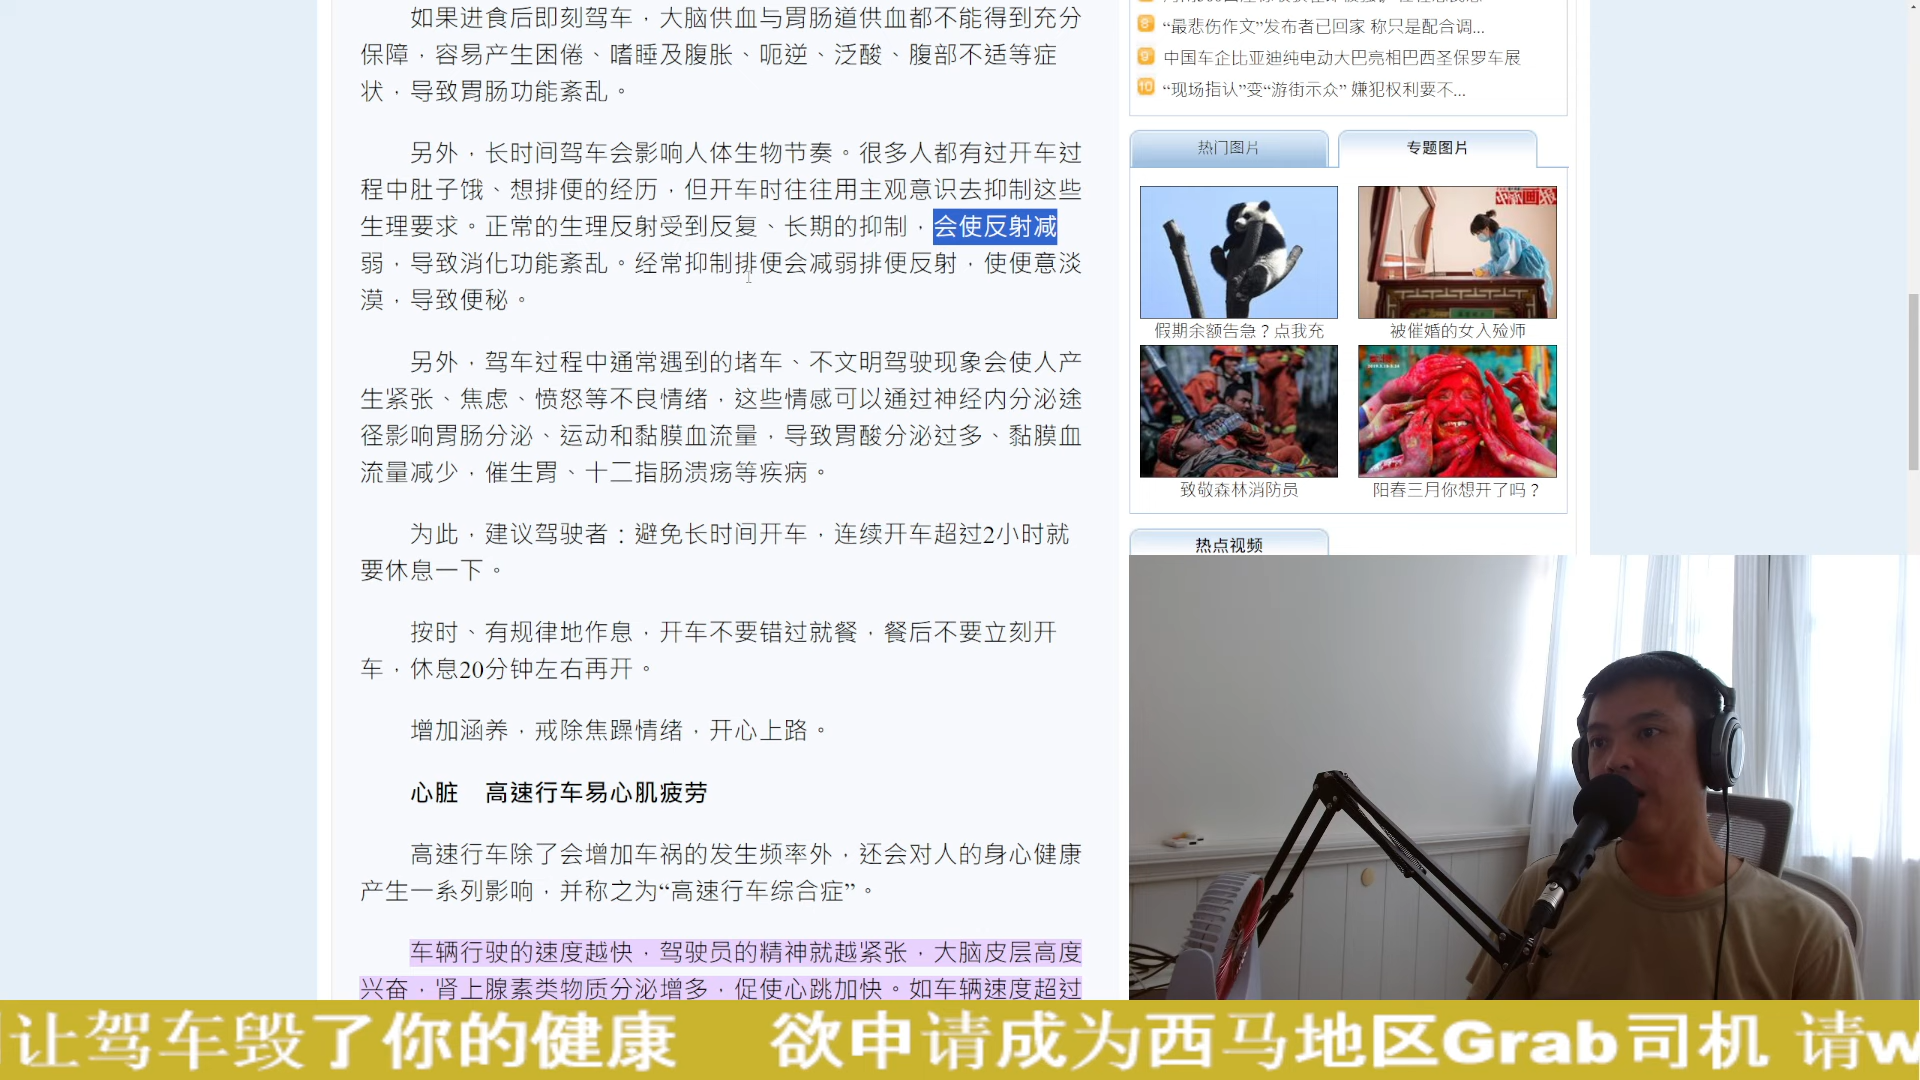 如果进食后即刻驾车，大脑供血与胃肠道供血都不能得到充分
保障，容易产生困倦、嗜睡及腹胀、呃逆、泛酸、腹部不适等症
状，导致胃肠功能紊乱。
另外，长时间驾车会影响人体生物节奏。很多人都有过开车过
程中肚子饿、想排便的经历，但开车时往往用主观意识去抑制这些
生理要求。正常的生理反射受到反复、长期的抑制，会使反射减
弱，导致消化功能紊乱。经常抑制排便会减弱排便反射，使便意淡
漠，导致便秘。
另外，驾车过程中通常遇到的堵车、不文明驾驶现象会使人产
生紧张、焦虑、愤怒等不良情绪，这些情感可以通过神经内分泌途
径影响胃肠分泌、运动和黏膜血流量，导致胃酸分泌过多、黏膜血
流量减少，催生胃、十二指肠溃疡等疾病。
为此，建议驾驶者：避免长时间开车，连续开车超过2小时就
要休息一下。
按时、有规律地作息，开车不要错过就餐，餐后不要立刻开
车，休息20分钟左右再开。
增加涵养，戒除焦躁情绪，开心上路。
心脏　高速行车易心肌疲劳
高速行车除了会增加车祸的发生频率外，还会对人的身心健康
产生一系列影响，并称之为“高速行车综合症”。
车辆行驶的速度越快，驾驶员的精神就越紧张，大脑皮层高度
兴奋，肾上腺素类物质分泌增多，促使心跳加快。如车辆速度超过
8 “最悲伤作文”发布者已回家 称只是配合调...
9 中国车企比亚迪纯电动大巴亮相巴西圣保罗车展
10 “现场指认”变“游街示众” 嫌犯权利要不...
热门图片
专题图片
假期余额告急？点我充
被催婚的女入殓师
致敬森林消防员
阳春三月你想开了吗？
热点视频
让驾车毁了你的健康 欲申请成为西马地区Grab司机 请w